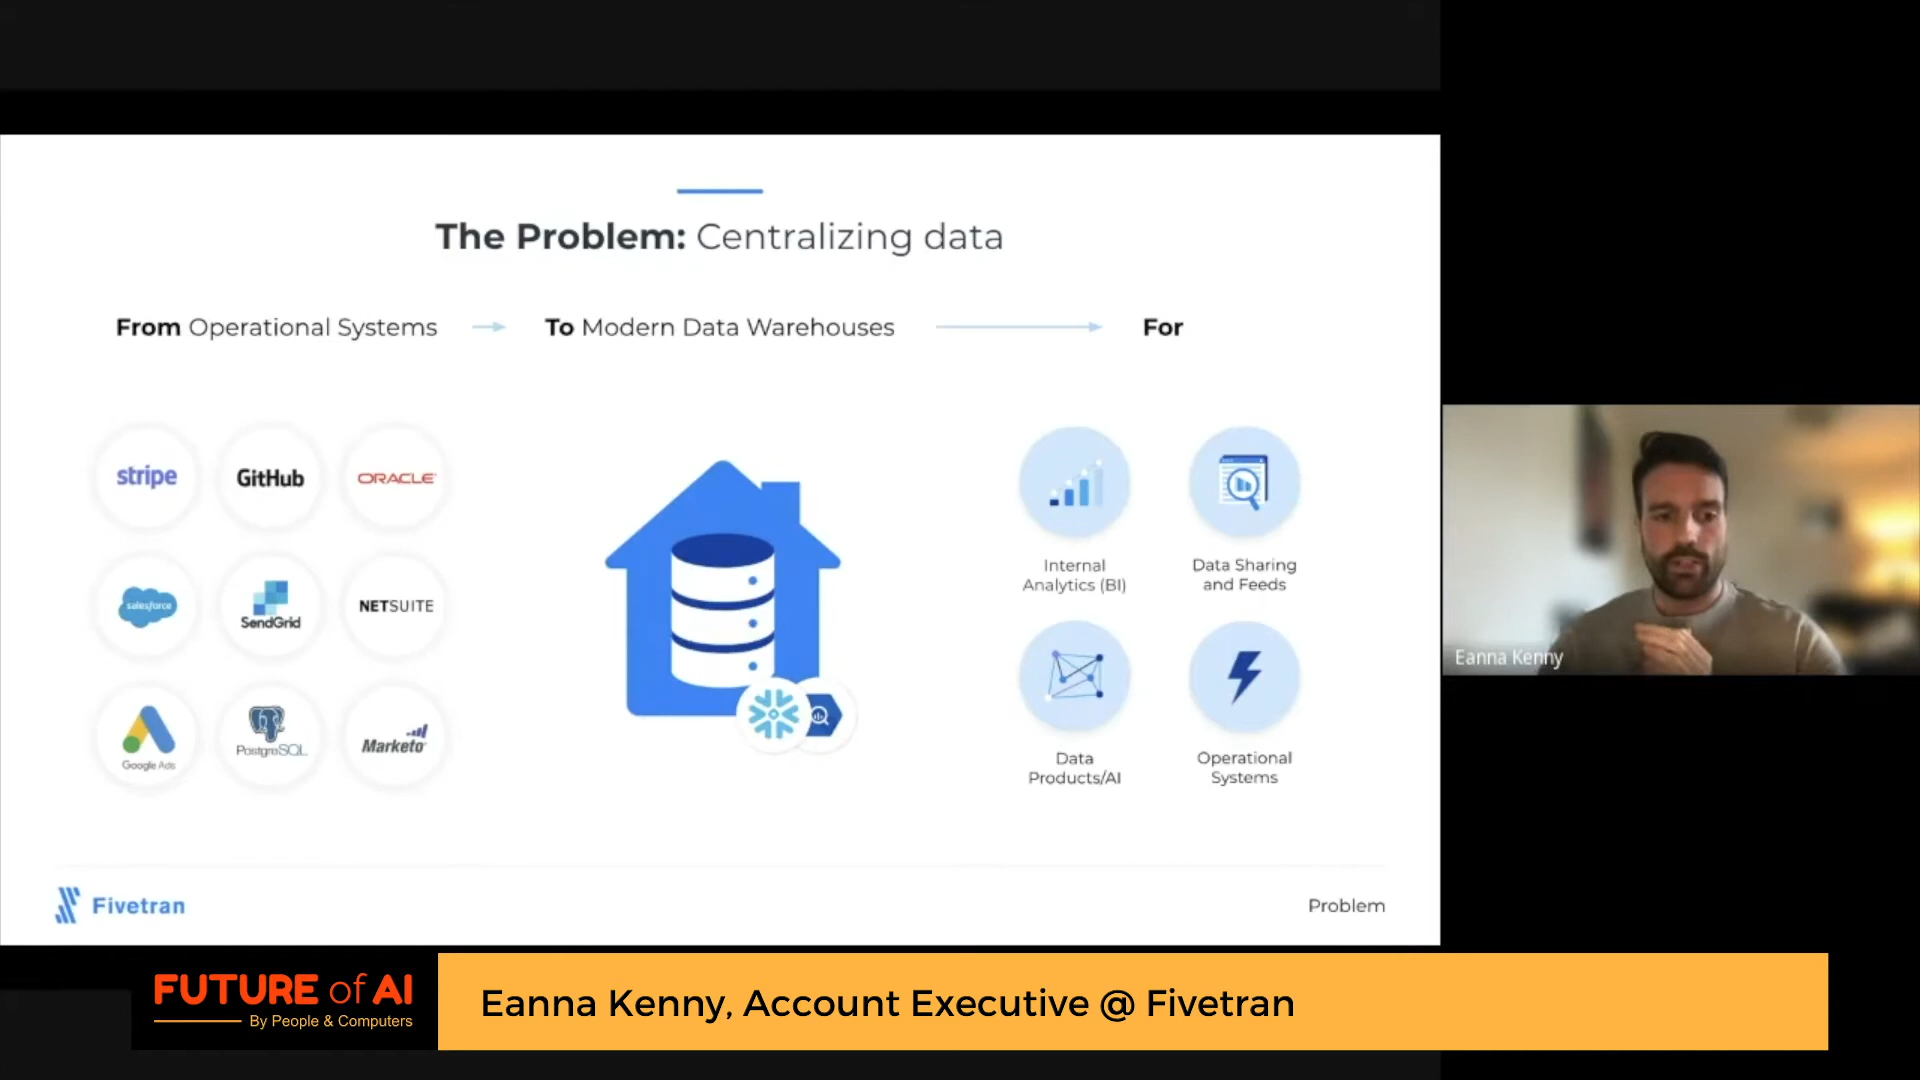 The Problem: Centralizing data
From Operational Systems
To Modern Data Warehouses
For
stripe
GitHub
ORACLE
salesforce
SendGrid
NETSUITE
Google Ads
PostgreSQL
Marketo
Internal
Analytics (BI)
Data Sharing
and Feeds
Data
Products/AI
Operational
Systems
Fivetran
Problem
Eanna Kenny
FUTURE of AI
By People & Computers
Eanna Kenny, Account Executive @ Fivetran